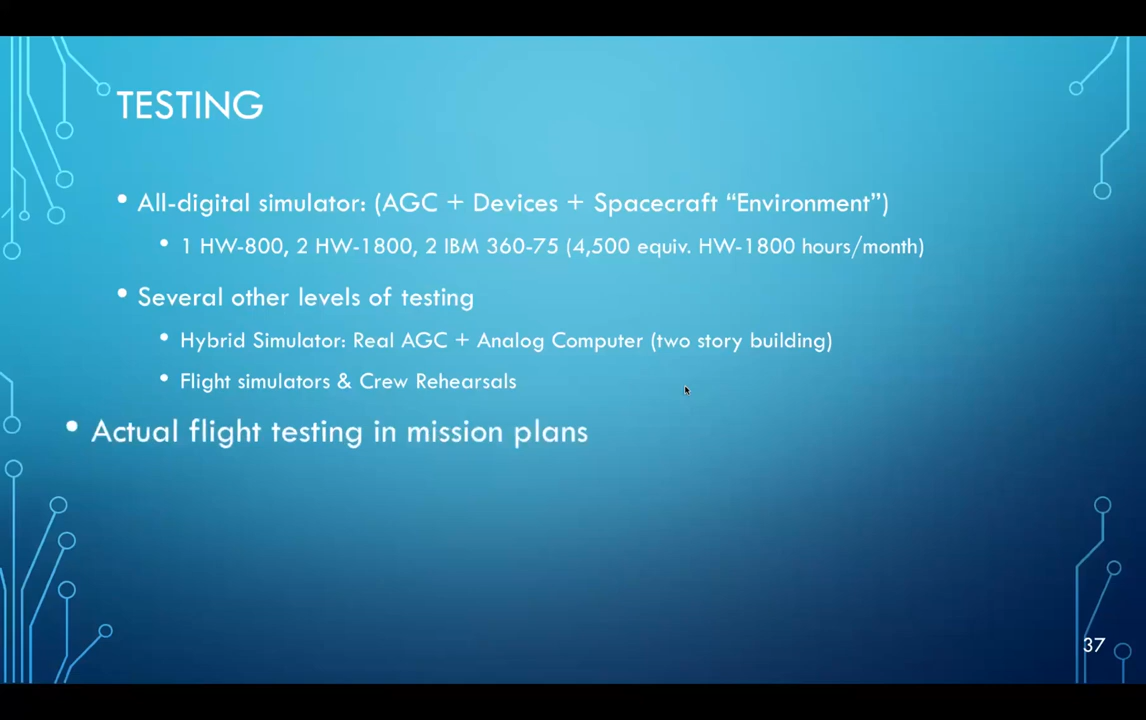 TESTING
• All-digital simulator: (AGC + Devices + Spacecraft “Environment”)
• 1 HW-800, 2 HW-1800, 2 IBM 360-75 (4,500 equiv. HW-1800 hours/month)
• Several other levels of testing
• Hybrid Simulator: Real AGC + Analog Computer (two story building)
• Flight simulators & Crew Rehearsals
• Actual flight testing in mission plans
37